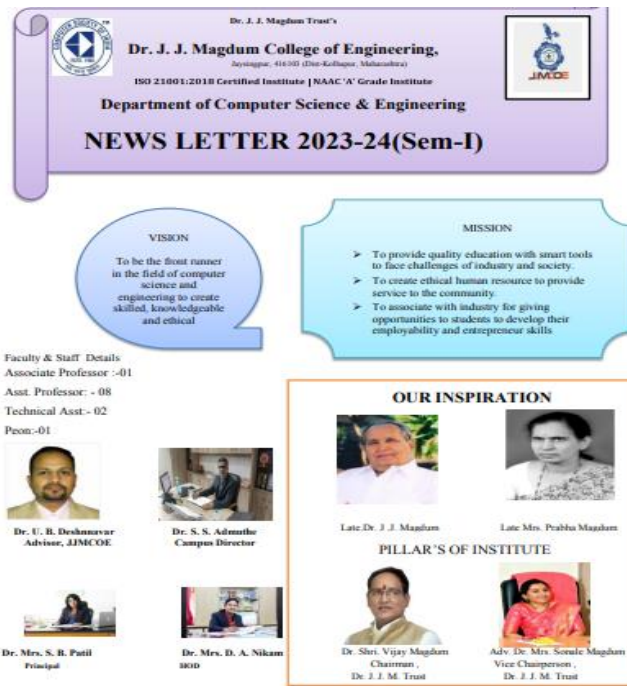 Dr. J. J. Magdum Trust's
Dr. J. J. Magdum College of Engineering,
Jaysingpur, 416101 (Dist-Kolhapur, Maharashtra)
ISO 21001:2018 Certified Institute | NAAC 'A' Grade Institute
Department of Computer Science & Engineering
NEWS LETTER 2023-24(Sem-I)
JJMCOE
VISION
To be the front runner
in the field of computer
science and
engineering to create
skilled, knowledgeable
and ethical
MISSION
➤ To provide quality education with smart tools
to face challenges of industry and society.
➤ To create ethical human resource to provide
service to the community.
➤ To associate with industry for giving
opportunities to students to develop their
employability and entrepreneur skills
Faculty & Staff Details
Associate Professor :-01
Asst. Professor: - 08
Technical Asst:- 02
Peon:-01
Dr. U. B. Deshnnavar
Advisor, JJMCOE
Dr. S. S. Admuthe
Campus Director
Dr. Mrs. S. B. Patil
Principal
Dr. Mrs. D. A. Nikam
HOD
OUR INSPIRATION
Late.Dr. J .J. Magdum
Late Mrs. Prabha Magdum
PILLAR'S OF INSTITUTE
Dr. Shri. Vijay Magdum
Chairman ,
Dr. J. J. M. Trust
Adv. Dr. Mrs. Sonale Magdum
Vice Chairperson ,
Dr. J. J. M. Trust